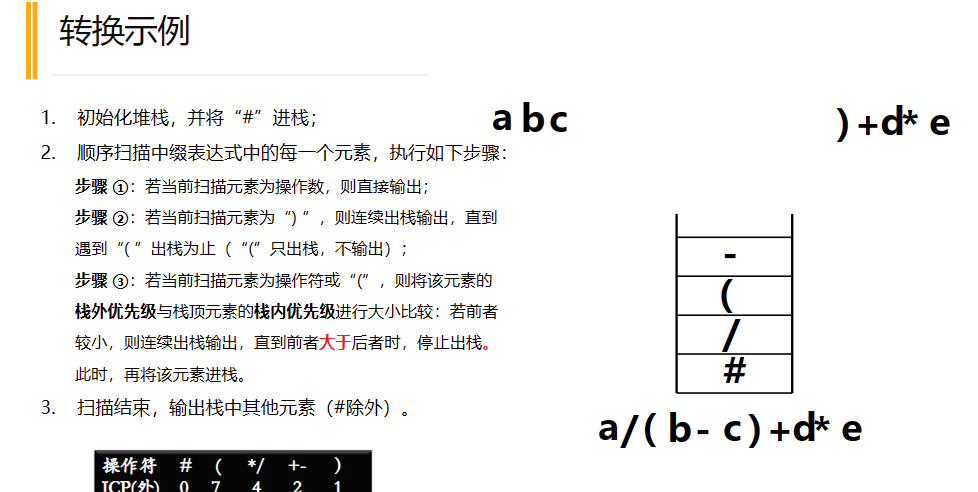 转换示例
1. 初始化堆栈，并将“#”进栈；
2. 顺序扫描中缀表达式中的每一个元素，执行如下步骤：
步骤 ①：若当前扫描元素为操作数，则直接输出；
步骤 ②：若当前扫描元素为“)“，则连续出栈输出，直到
遇到“( ”出栈为止（“(”只出栈，不输出）；
步骤 ③：若当前扫描元素为操作符或“(”，则将该元素的
栈外优先级与栈顶元素的栈内优先级进行大小比较：若前者
较小，则连续出栈输出，直到前者大于后者时，停止出栈。
此时，再将该元素进栈。
3. 扫描结束，输出栈中其他元素（#除外）。
操作符 # ( */ +- )
ICP(外) 0 7 4 2 1
a b c
) + d * e
-
(
/
#
a / ( b - c ) + d * e